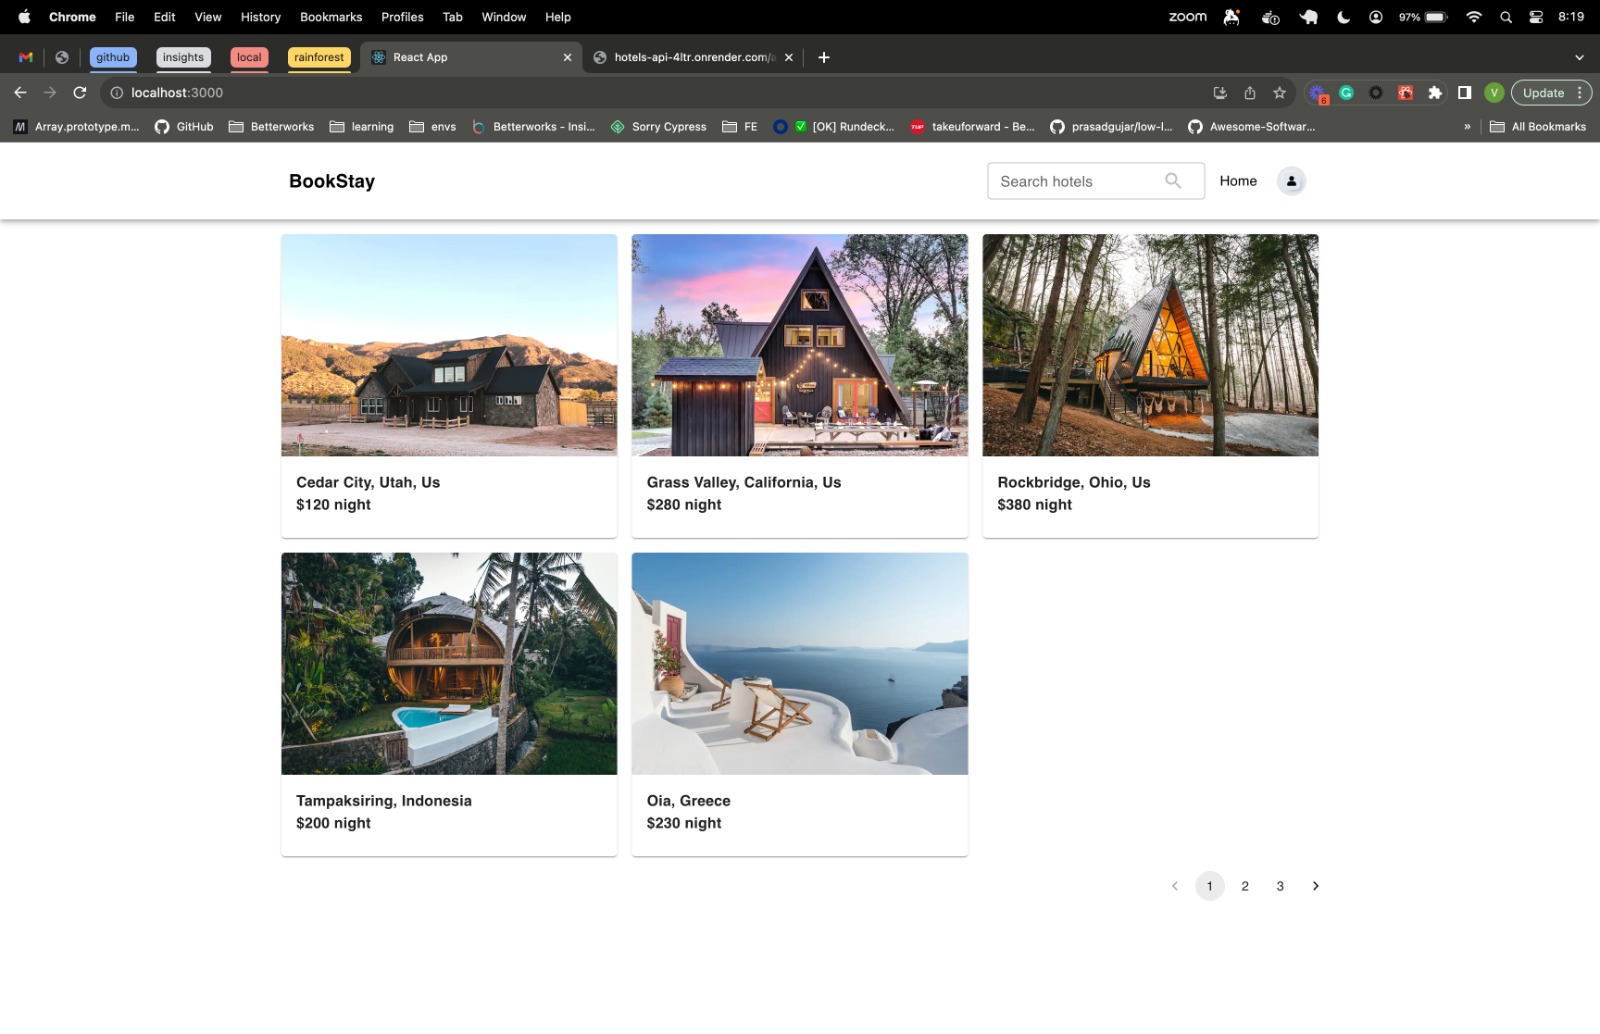 Chrome File Edit View History Bookmarks Profiles Tab Window Help zoom 97% 8:19
github insights local rainforest React App hotels-api-4ltr.onrender.com/a
localhost:3000 6 V Update
M Array.prototype.m... GitHub Betterworks learning envs Betterworks - Insi... Sorry Cypress FE [OK] Rundeck... takeuforward - Be... prasadgujar/low-l... Awesome-Softwar... » All Bookmarks
BookStay Search hotels Home
Cedar City, Utah, Us
$120 night
Grass Valley, California, Us
$280 night
Rockbridge, Ohio, Us
$380 night
Tampaksiring, Indonesia
$200 night
Oia, Greece
$230 night
1 2 3